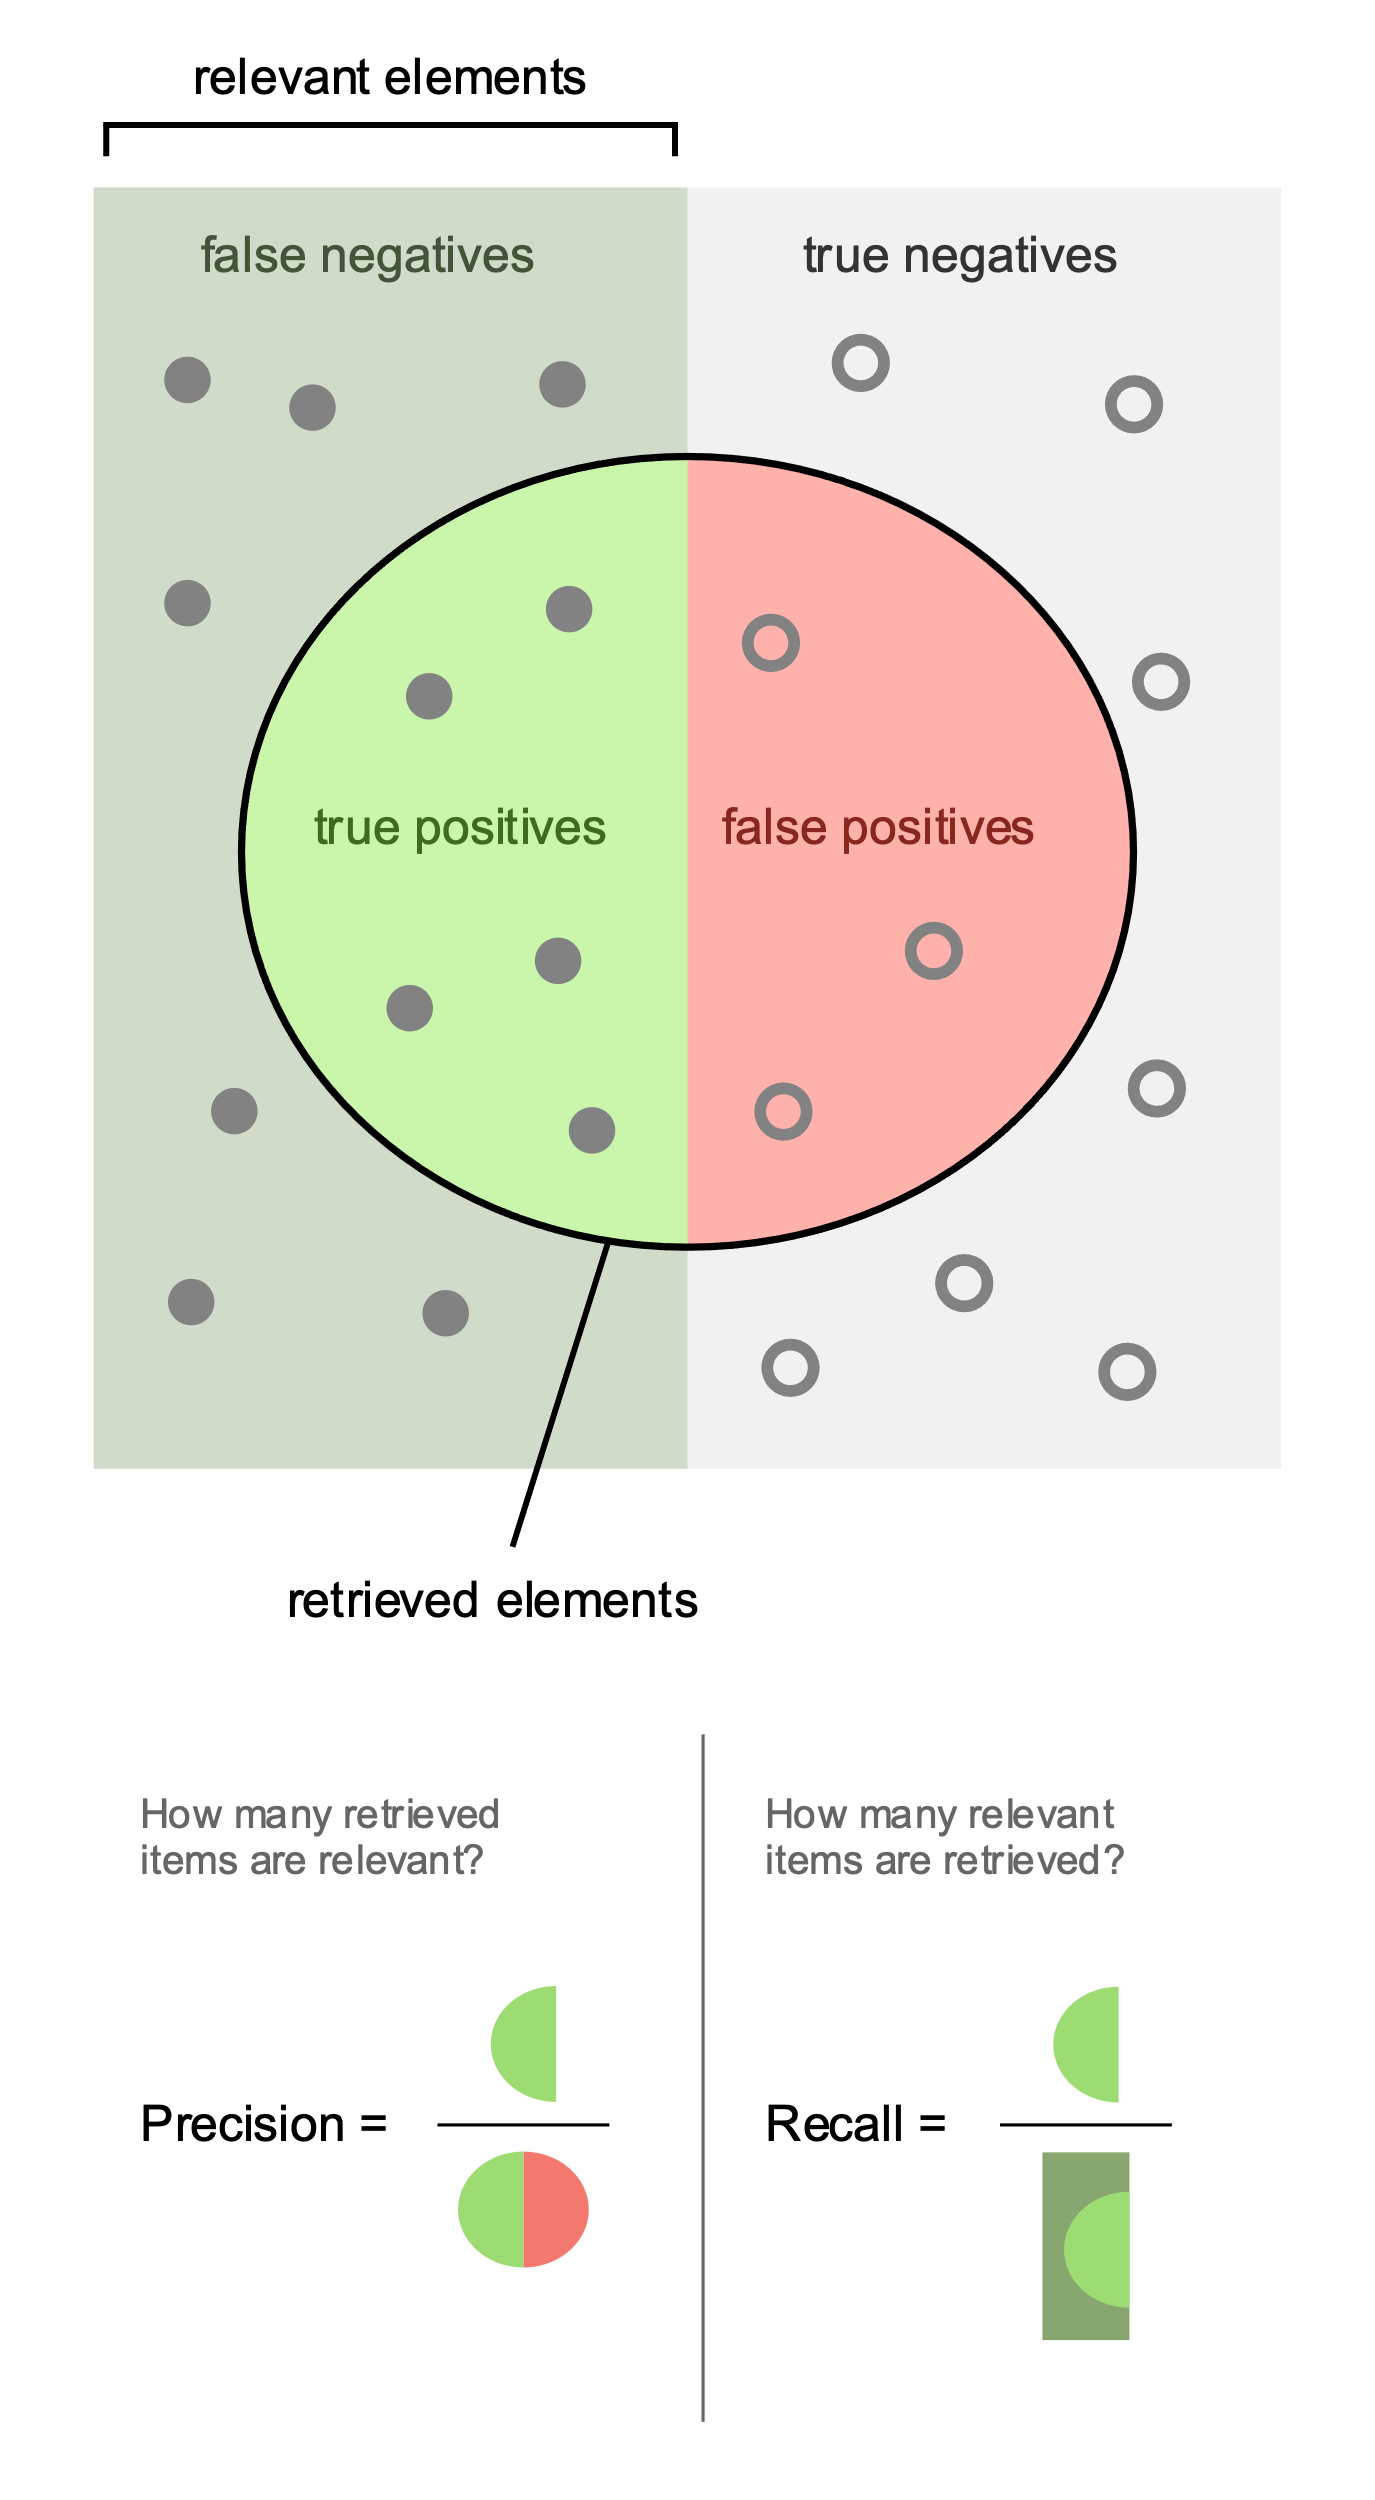 relevant elements
false negatives
true negatives
true positives
false positives
retrieved elements
How many retrieved
items are relevant?
Precision =
How many relevant
items are retrieved?
Recall =